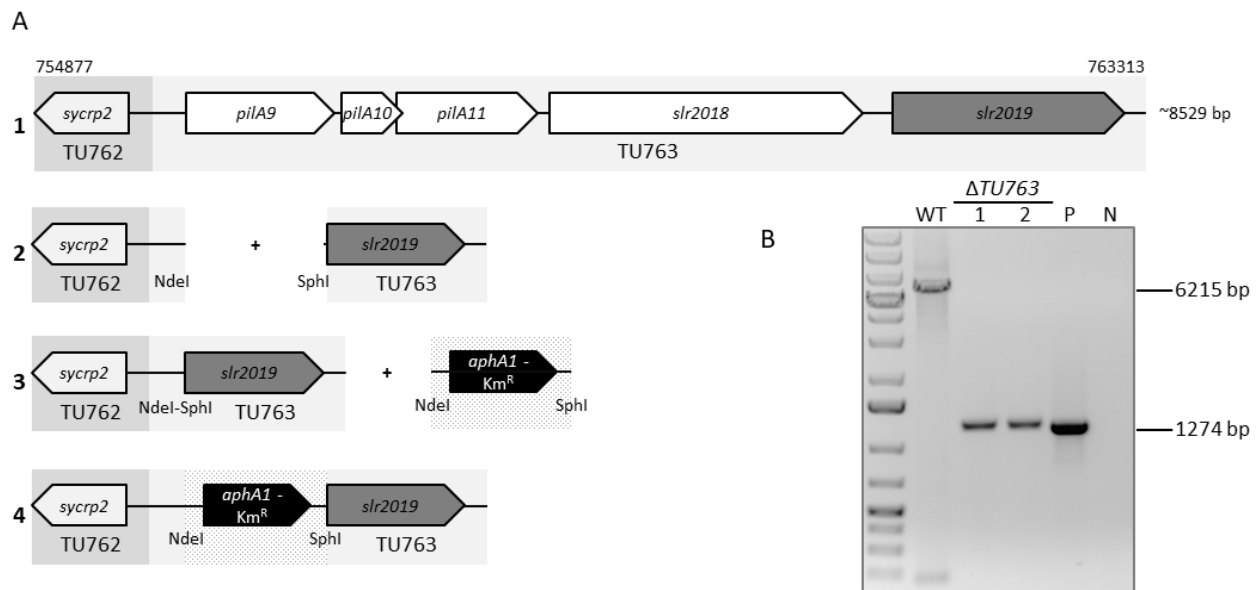 A
754877 763313
1 sycrp2 pilA9 pilA10 pilA11 slr2018 slr2019 ~8529 bp
TU762 TU763
2 sycrp2 + slr2019
TU762 NdeI SphI TU763
3 sycrp2 slr2019 + aphA1 -
KmR
TU762 NdeI-SphI TU763 NdeI SphI
4 sycrp2 aphA1 -
KmR slr2019
TU762 NdeI SphI TU763
B
ΔTU763
WT 1 2 P N
6215 bp
1274 bp